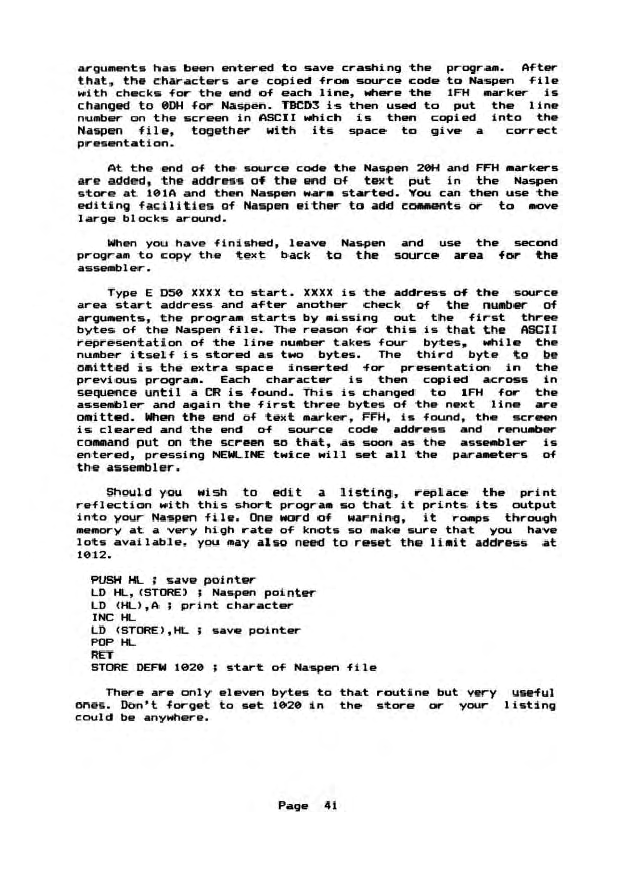 arguments has been entered to save crashing the program. After
that, the characters are copied from source code to Naspen file
with checks for the end of each line, where the 1FH marker is
changed to 0DH for Naspen. TBCD3 is then used to put the line
number on the screen in ASCII which is then copied into the
Naspen file, together with its space to give a correct
presentation.
At the end of the source code the Naspen 20H and FFH markers
are added, the address of the end of text put in the Naspen
store at 101A and then Naspen warm started. You can then use the
editing facilities of Naspen either to add comments or to move
large blocks around.
When you have finished, leave Naspen and use the second
program to copy the text back to the source area for the
assembler.
Type E D50 XXXX to start. XXXX is the address of the source
area start address and after another check of the number of
arguments, the program starts by missing out the first three
bytes of the Naspen file. The reason for this is that the ASCII
representation of the line number takes four bytes, while the
number itself is stored as two bytes. The third byte to be
omitted is the extra space inserted for presentation in the
previous program. Each character is then copied across in
sequence until a CR is found. This is changed to 1FH for the
assembler and again the first three bytes of the next line are
omitted. When the end of text marker, FFH, is found, the screen
is cleared and the end of source code address and renumber
command put on the screen so that, as soon as the assembler is
entered, pressing NEWLINE twice will set all the parameters of
the assembler.
Should you wish to edit a listing, replace the print
reflection with this short program so that it prints its output
into your Naspen file. One word of warning, it romps through
memory at a very high rate of knots so make sure that you have
lots available. you may also need to reset the limit address at
1012.
PUSH HL ; save pointer
LD HL,(STORE) ; Naspen pointer
LD (HL),A ; print character
INC HL
LD (STORE),HL ; save pointer
POP HL
RET
STORE DEFW 1020 ; start of Naspen file
There are only eleven bytes to that routine but very useful
ones. Don't forget to set 1020 in the store or your listing
could be anywhere.
Page 41